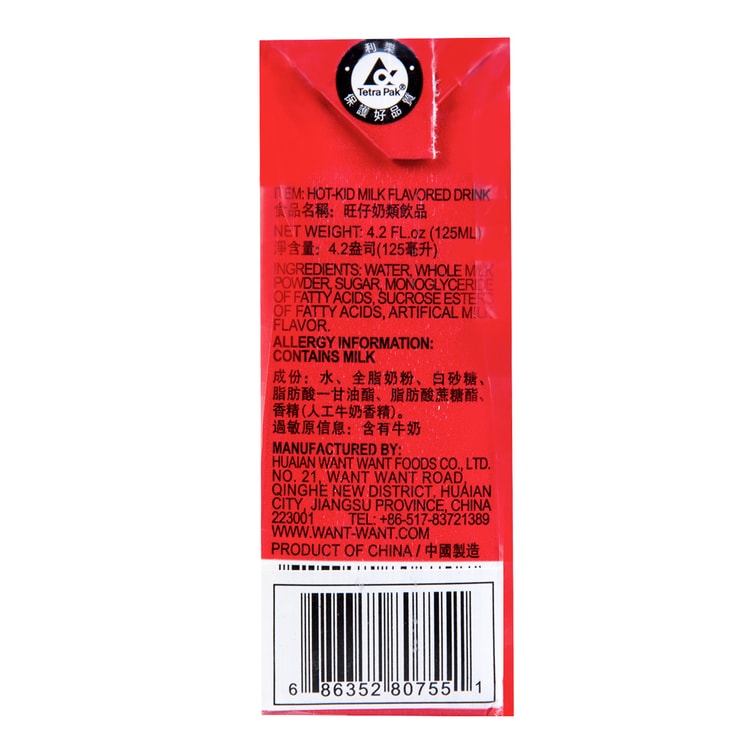 利樂
Tetra Pak®
保護好品質
ITEM: HOT-KID MILK FLAVORED DRINK
食品名稱：旺仔奶類飲品
NET WEIGHT: 4.2 FL.oz (125ML)
淨含量：4.2盎司(125毫升)
INGREDIENTS: WATER, WHOLE MILK
POWDER, SUGAR, MONOGLYCERIDE
OF FATTY ACIDS, SUCROSE ESTERS
OF FATTY ACIDS, ARTIFICAL MILK
FLAVOR.
ALLERGY INFORMATION:
CONTAINS MILK
成份：水、全脂奶粉、白砂糖、
脂肪酸一甘油酯、脂肪酸蔗糖酯、
香精(人工牛奶香精)。
過敏原信息：含有牛奶
MANUFACTURED BY:
HUAIAN WANT WANT FOODS CO., LTD.
NO. 21, WANT WANT ROAD,
QINGHE NEW DISTRICT, HUAIAN
CITY, JIANGSU PROVINCE, CHINA
223001 TEL: +86-517-83721389
WWW.WANT-WANT.COM
PRODUCT OF CHINA / 中國製造
6 86352 80755 1